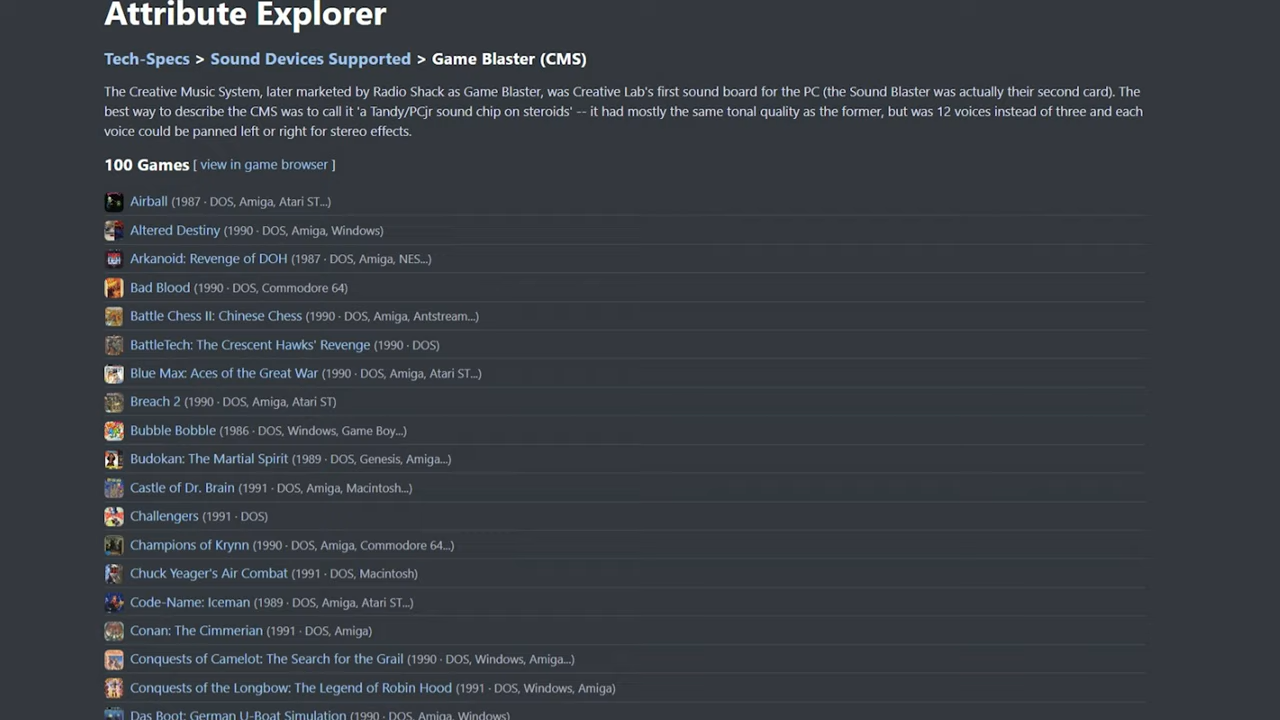 Attribute Explorer
Tech-Specs > Sound Devices Supported > Game Blaster (CMS)
The Creative Music System, later marketed by Radio Shack as Game Blaster, was Creative Lab's first sound board for the PC (the Sound Blaster was actually their second card). The
best way to describe the CMS was to call it 'a Tandy/PCjr sound chip on steroids' -- it had mostly the same tonal quality as the former, but was 12 voices instead of three and each
voice could be panned left or right for stereo effects.
100 Games [ view in game browser ]
Airball (1987 · DOS, Amiga, Atari ST...)
Altered Destiny (1990 · DOS, Amiga, Windows)
Arkanoid: Revenge of DOH (1987 · DOS, Amiga, NES...)
Bad Blood (1990 · DOS, Commodore 64)
Battle Chess II: Chinese Chess (1990 · DOS, Amiga, Antstream...)
BattleTech: The Crescent Hawks' Revenge (1990 · DOS)
Blue Max: Aces of the Great War (1990 · DOS, Amiga, Atari ST...)
Breach 2 (1990 · DOS, Amiga, Atari ST)
Bubble Bobble (1986 · DOS, Windows, Game Boy...)
Budokan: The Martial Spirit (1989 · DOS, Genesis, Amiga...)
Castle of Dr. Brain (1991 · DOS, Amiga, Macintosh...)
Challengers (1991 · DOS)
Champions of Krynn (1990 · DOS, Amiga, Commodore 64...)
Chuck Yeager's Air Combat (1991 · DOS, Macintosh)
Code-Name: Iceman (1989 · DOS, Amiga, Atari ST...)
Conan: The Cimmerian (1991 · DOS, Amiga)
Conquests of Camelot: The Search for the Grail (1990 · DOS, Windows, Amiga...)
Conquests of the Longbow: The Legend of Robin Hood (1991 · DOS, Windows, Amiga)
Das Boot: German U-Boat Simulation (1990 · DOS, Amiga, Windows)